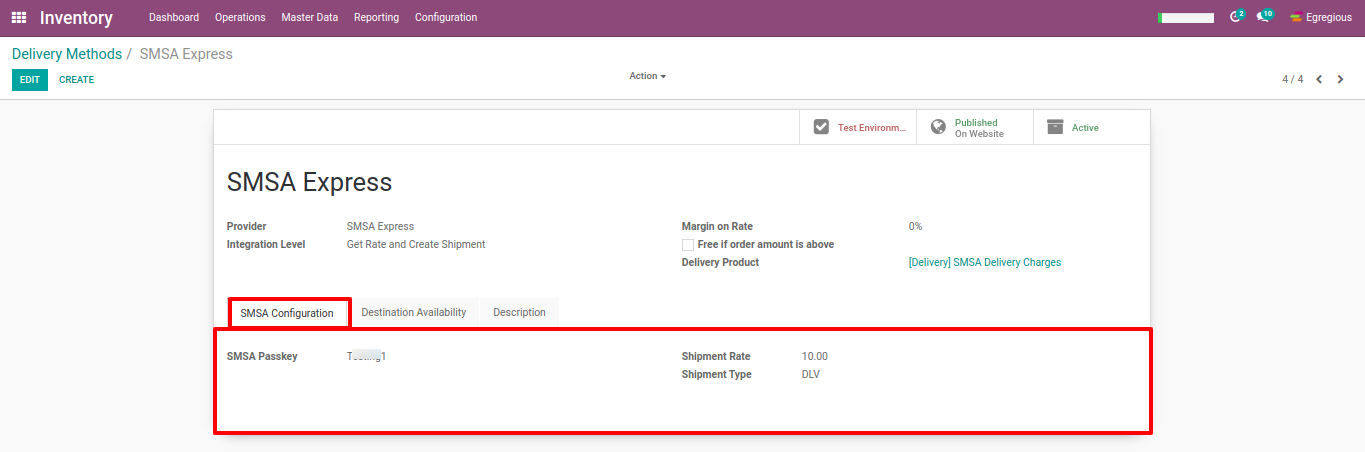 Inventory Dashboard Operations Master Data Reporting Configuration 2 10 Egregious
Delivery Methods / SMSA Express
EDIT CREATE Action 4 / 4
Test Environm... Published On Website Active
SMSA Express
Provider SMSA Express Margin on Rate 0%
Integration Level Get Rate and Create Shipment Free if order amount is above
Delivery Product [Delivery] SMSA Delivery Charges
SMSA Configuration Destination Availability Description
SMSA Passkey Shipment Rate 10.00
Shipment Type DLV